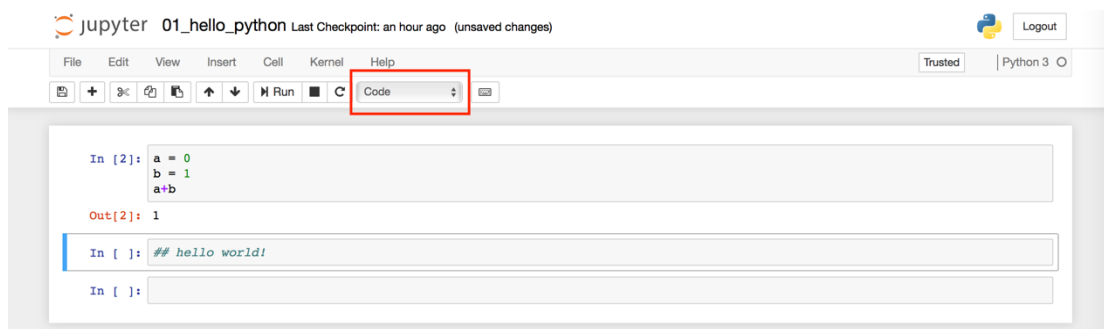 jupyter 01_hello_python Last Checkpoint: an hour ago (unsaved changes) Logout
File Edit View Insert Cell Kernel Help Trusted Python 3
Run Code
In [2]: a = 0
b = 1
a+b
Out[2]: 1
In [ ]: ## hello world!
In [ ]: